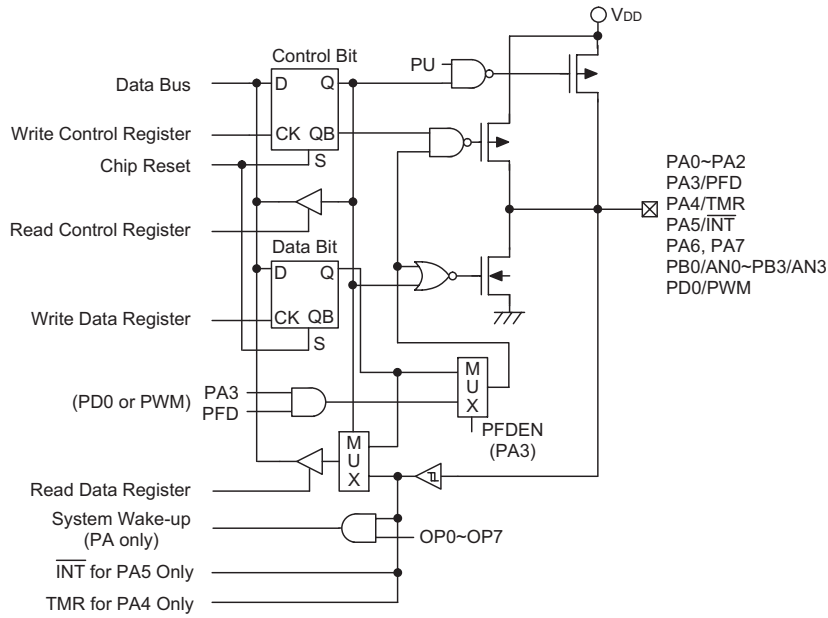 VDD
Control Bit
PU
Data Bus
D Q
Write Control Register
CK QB
Chip Reset
S
PA0~PA2
PA3/PFD
PA4/TMR
PA5/INT
PA6, PA7
PB0/AN0~PB3/AN3
PD0/PWM
Read Control Register
Data Bit
D Q
Write Data Register
CK QB
S
(PD0 or PWM)
PA3
PFD
MUX
PFDEN
(PA3)
MUX
Read Data Register
System Wake-up
(PA only)
OP0~OP7
INT for PA5 Only
TMR for PA4 Only